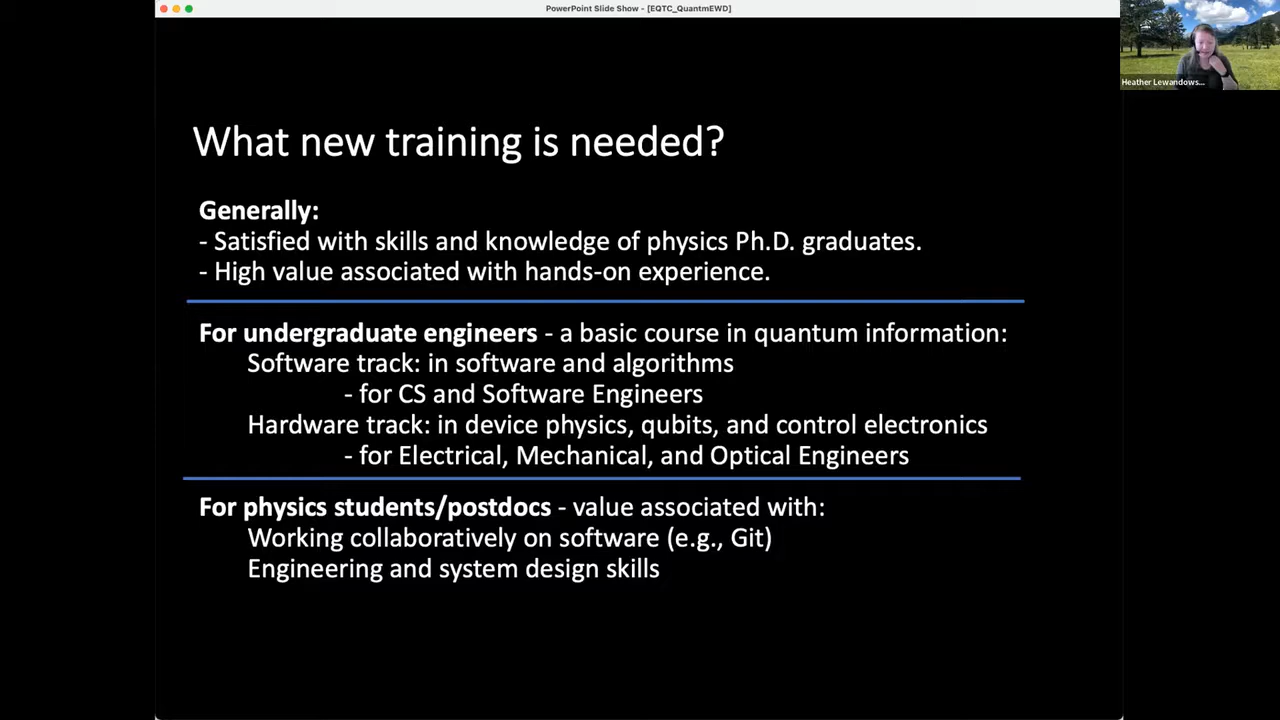 PowerPoint Slide Show - [EQTC_QuantmEWD]
Heather Lewandows...
What new training is needed?
Generally:
- Satisfied with skills and knowledge of physics Ph.D. graduates.
- High value associated with hands-on experience.
For undergraduate engineers - a basic course in quantum information:
Software track: in software and algorithms
- for CS and Software Engineers
Hardware track: in device physics, qubits, and control electronics
- for Electrical, Mechanical, and Optical Engineers
For physics students/postdocs - value associated with:
Working collaboratively on software (e.g., Git)
Engineering and system design skills